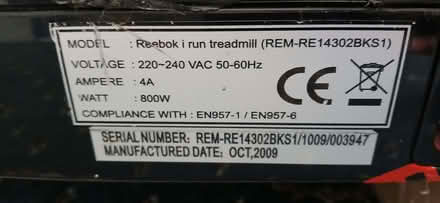 MODEL : Reebok i run treadmill (REM-RE14302BKS1)
VOLTAGE : 220~240 VAC 50-60Hz
AMPERE : 4A
WATT : 800W
COMPLIANCE WITH : EN957-1 / EN957-6
CE
SERIAL NUMBER: REM-RE14302BKS1/1009/003947
MANUFACTURED DATE: OCT,2009